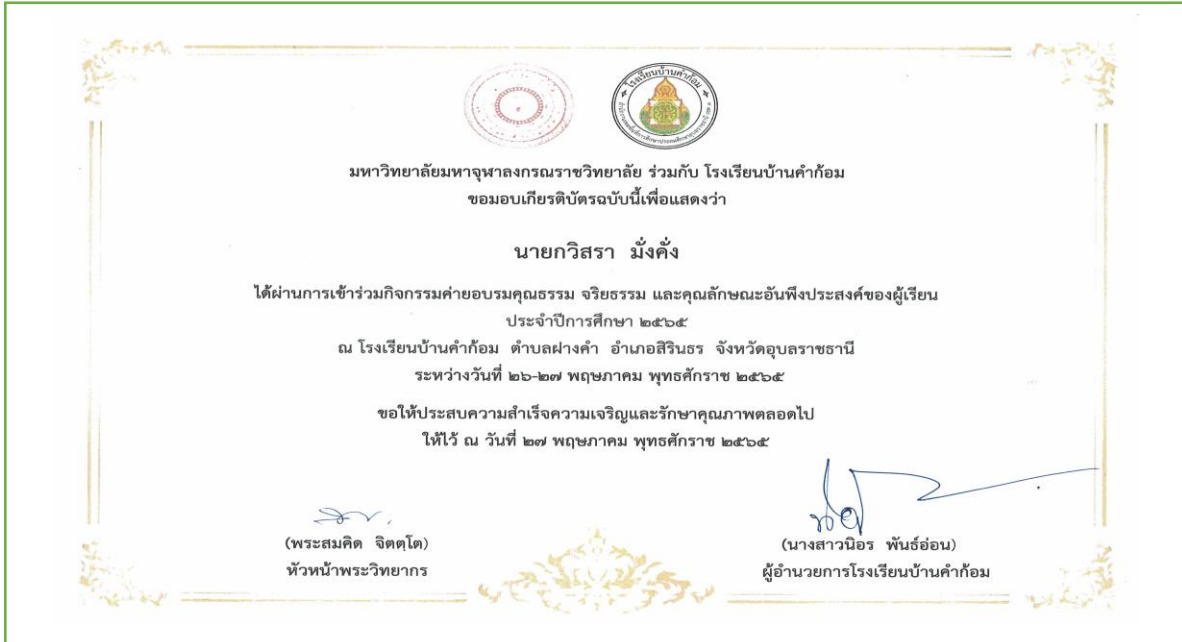 โรงเรียนบ้านคำก้อม
มหาวิทยาลัยมหาจุฬาลงกรณราชวิทยาลัย ร่วมกับ โรงเรียนบ้านคำก้อม
ขอมอบเกียรติบัตรฉบับนี้เพื่อแสดงว่า
นายกวิสรา มั่งคั่ง
ได้ผ่านการเข้าร่วมกิจกรรมค่ายอบรมคุณธรรม จริยธรรม และคุณลักษณะอันพึงประสงค์ของผู้เรียน
ประจำปีการศึกษา ๒๕๖๕
ณ โรงเรียนบ้านคำก้อม ตำบลฝางคำ อำเภอสิรินธร จังหวัดอุบลราชธานี
ระหว่างวันที่ ๒๖-๒๗ พฤษภาคม พุทธศักราช ๒๕๖๕
ขอให้ประสบความสำเร็จความเจริญและรักษาคุณภาพตลอดไป
ให้ไว้ ณ วันที่ ๒๗ พฤษภาคม พุทธศักราช ๒๕๖๕
(พระสมคิด จิตตฺโต)
หัวหน้าพระวิทยากร
(นางสาวนิอร พันธ์อ่อน)
ผู้อำนวยการโรงเรียนบ้านคำก้อม